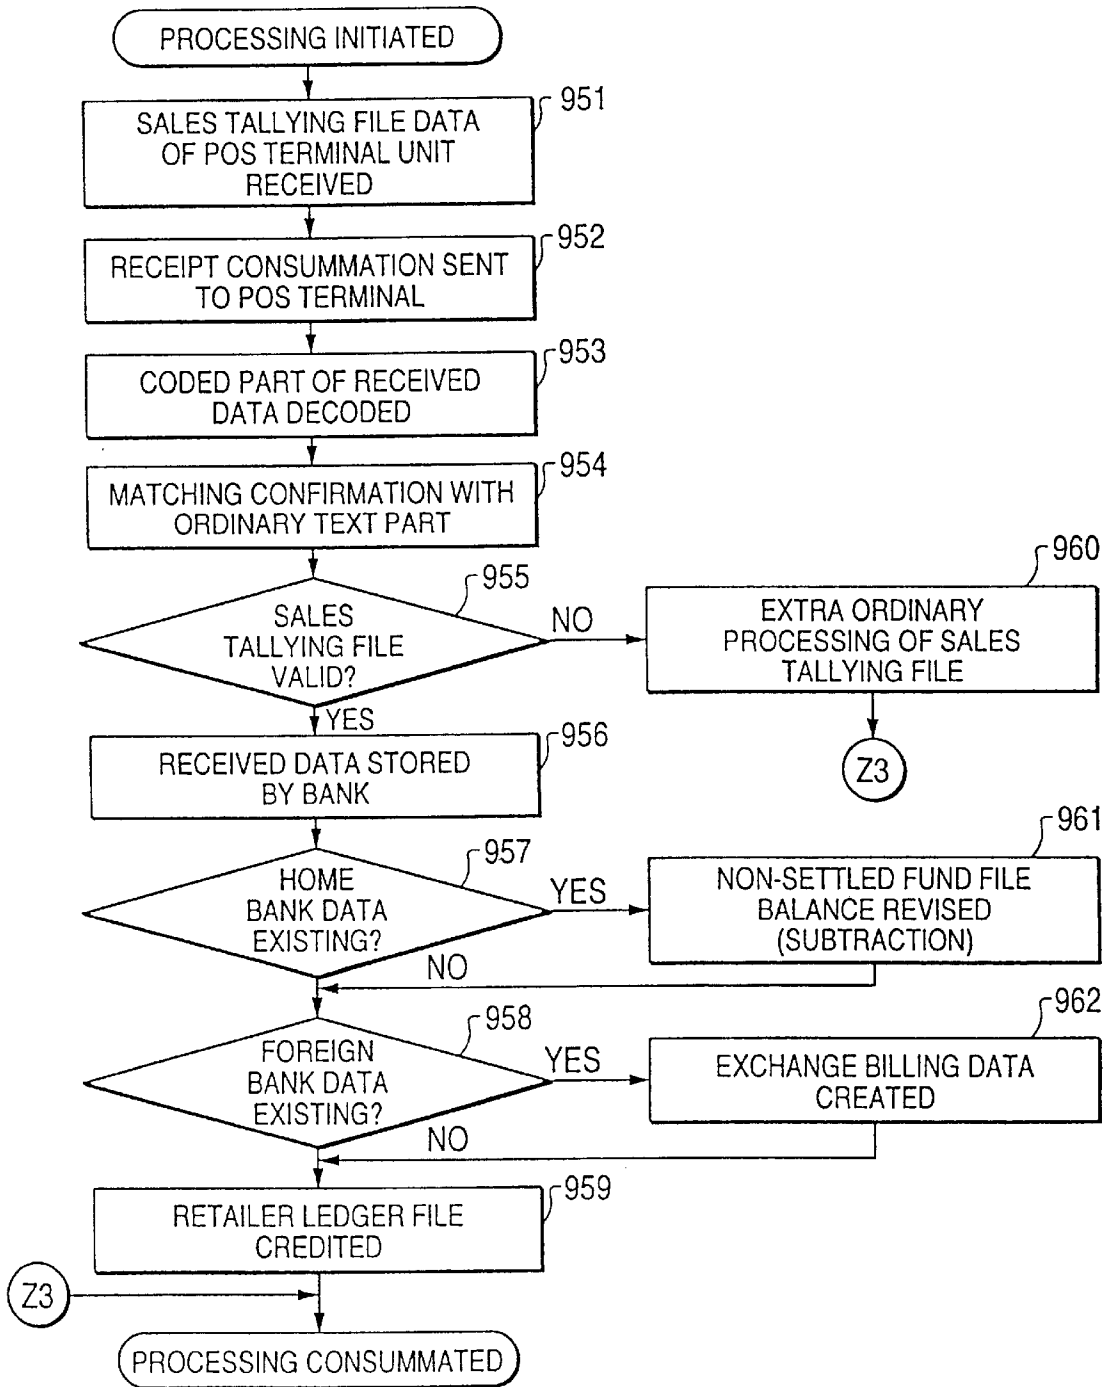 PROCESSING INITIATED
951
SALES TALLYING FILE DATA
OF POS TERMINAL UNIT
RECEIVED
952
RECEIPT CONSUMMATION SENT
TO POS TERMINAL
953
CODED PART OF RECEIVED
DATA DECODED
954
MATCHING CONFIRMATION WITH
ORDINARY TEXT PART
955
SALES
TALLYING FILE
VALID?
NO
960
EXTRA ORDINARY
PROCESSING OF SALES
TALLYING FILE
Z3
YES
956
RECEIVED DATA STORED
BY BANK
957
HOME
BANK DATA
EXISTING?
YES
961
NON-SETTLED FUND FILE
BALANCE REVISED
(SUBTRACTION)
NO
958
FOREIGN
BANK DATA
EXISTING?
YES
962
EXCHANGE BILLING DATA
CREATED
NO
959
RETAILER LEDGER FILE
CREDITED
Z3
PROCESSING CONSUMMATED